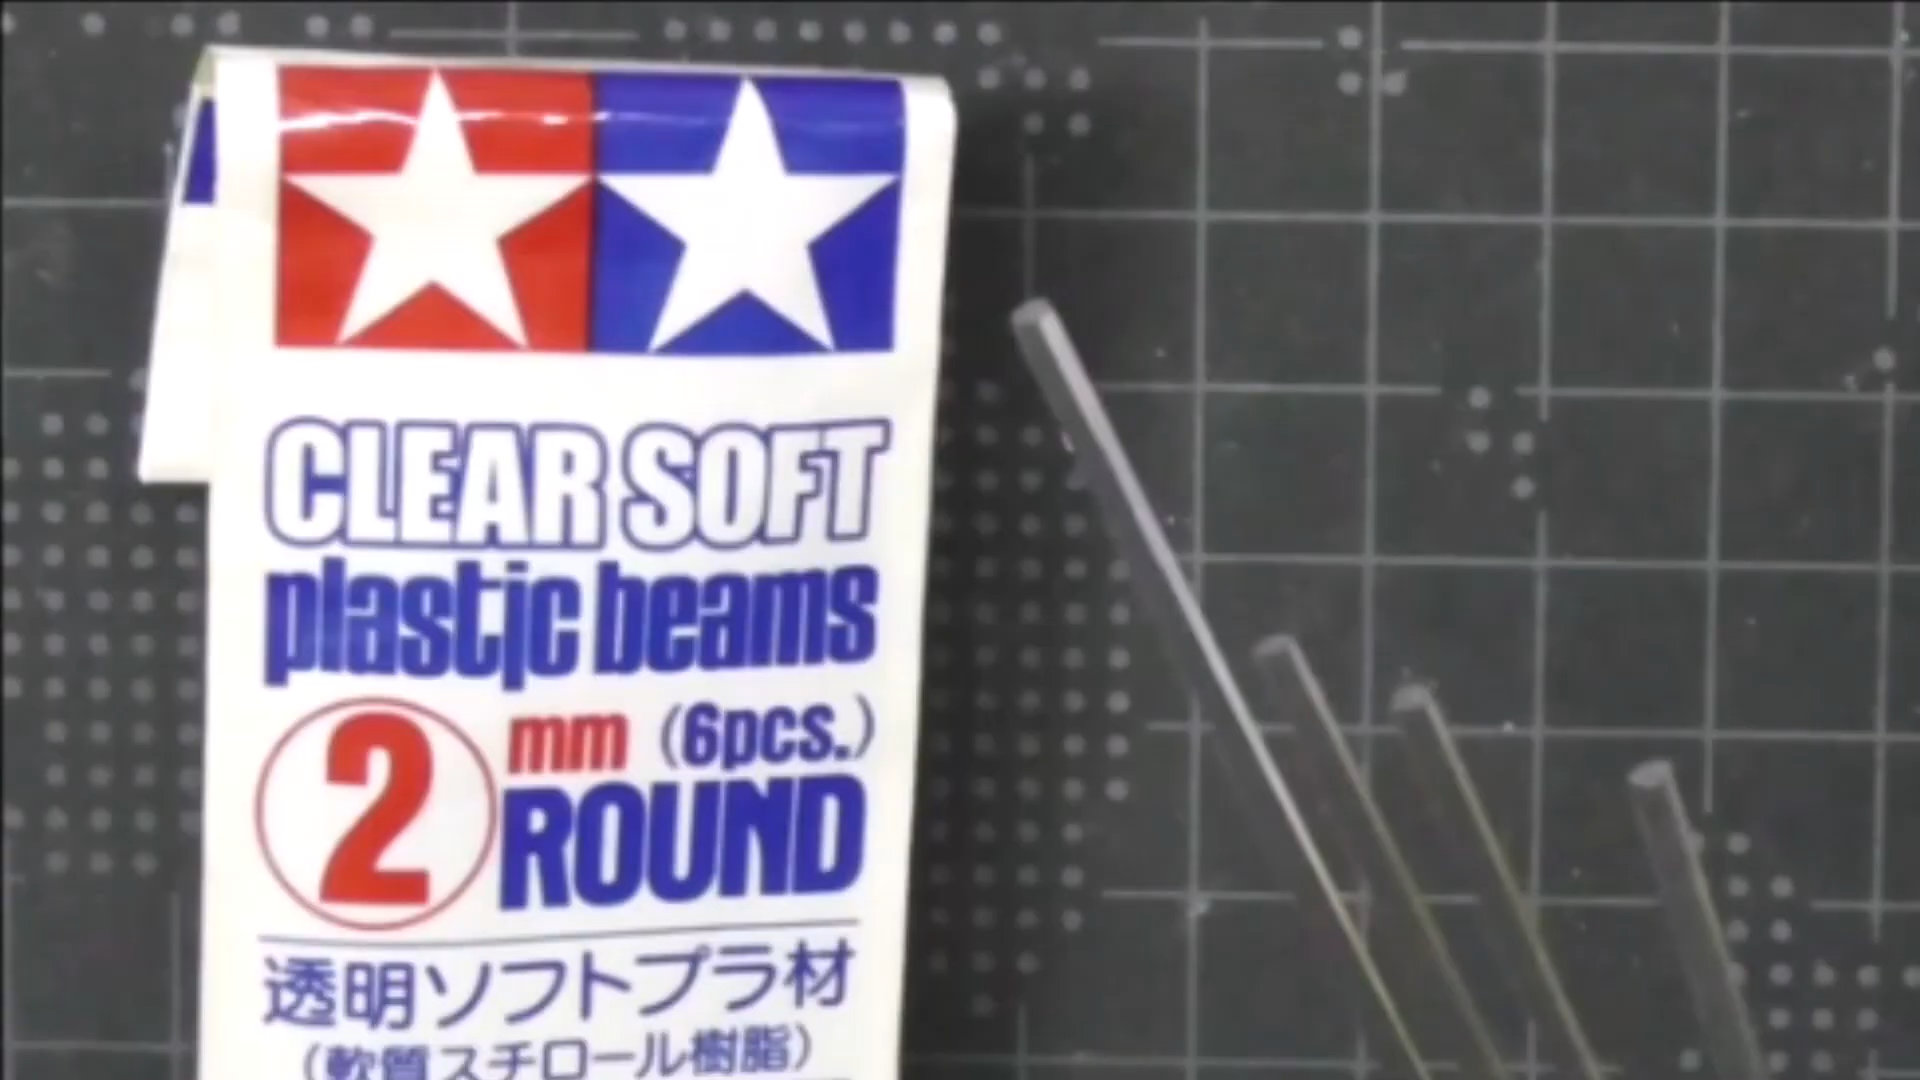 CLEAR SOFT
plastic beams
2 mm (6pcs.)
ROUND
透明ソフトプラ材
(軟質スチロール樹脂)